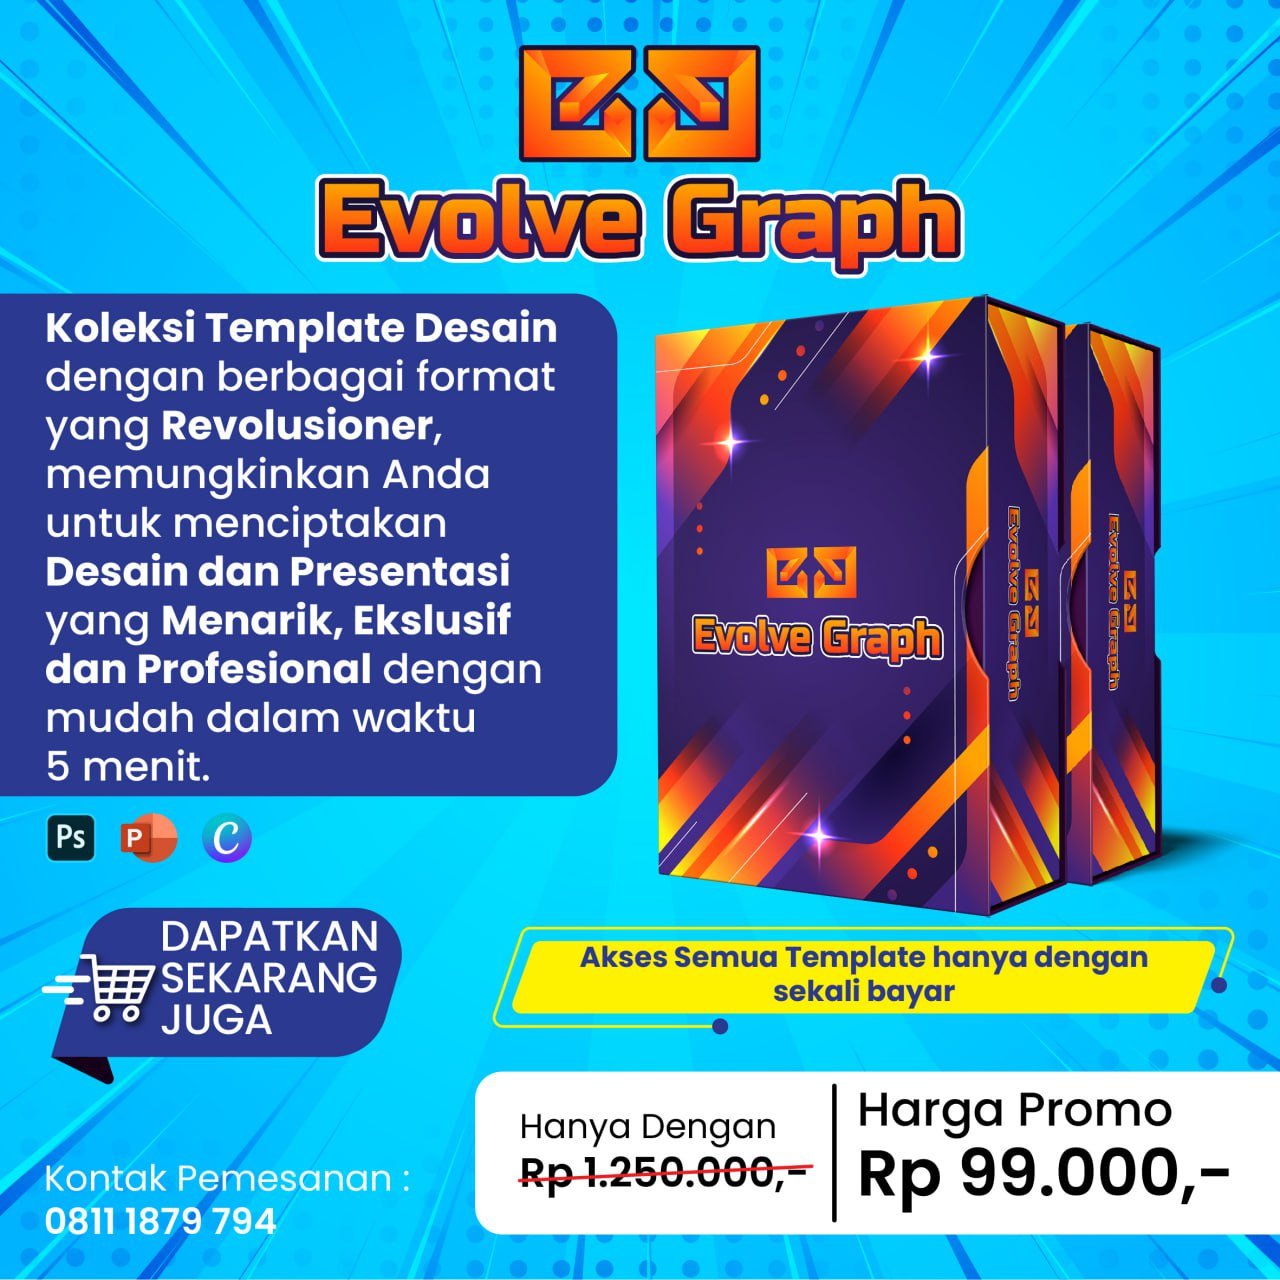 Evolve Graph
Koleksi Template Desain
dengan berbagai format
yang Revolusioner,
memungkinkan Anda
untuk menciptakan
Desain dan Presentasi
yang Menarik, Ekslusif
dan Profesional dengan
mudah dalam waktu
5 menit.
Evolve Graph
Evolve Graph
Evolve Graph
Ps
P
C
DAPATKAN
SEKARANG
JUGA
Akses Semua Template hanya dengan
sekali bayar
Hanya Dengan
Rp 1.250.000,-
Harga Promo
Rp 99.000,-
Kontak Pemesanan :
0811 1879 794